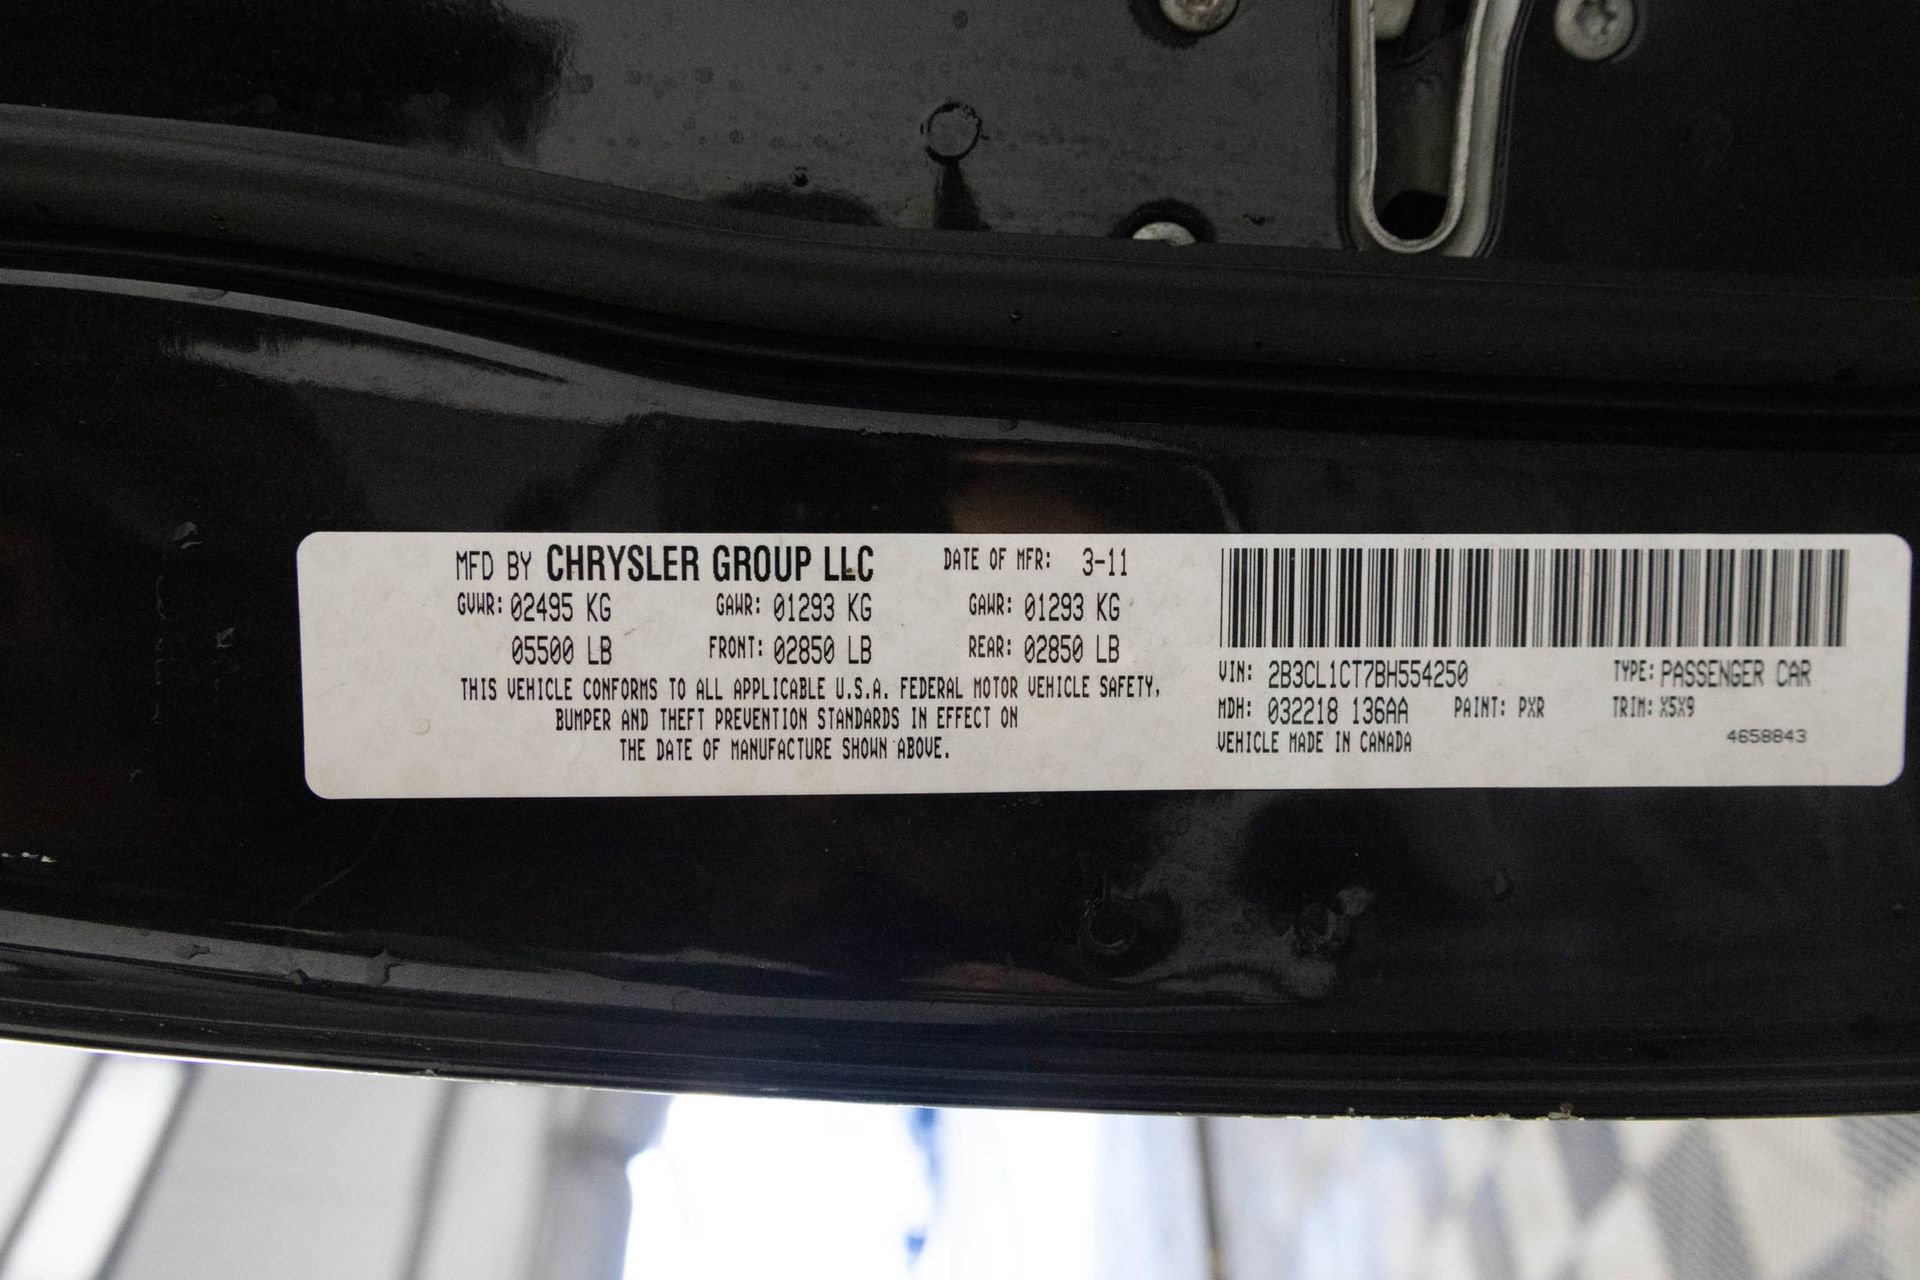 MFD BY CHRYSLER GROUP LLC DATE OF MFR: 3-11
GVWR: 02495 KG GAWR: 01293 KG GAWR: 01293 KG
05500 LB FRONT: 02850 LB REAR: 02850 LB
THIS VEHICLE CONFORMS TO ALL APPLICABLE U.S.A. FEDERAL MOTOR VEHICLE SAFETY,
BUMPER AND THEFT PREVENTION STANDARDS IN EFFECT ON
THE DATE OF MANUFACTURE SHOWN ABOVE.
VIN: 2B3CL1CT7BH554250 TYPE: PASSENGER CAR
MDH: 032218 136AA PAINT: PXR TRIM: X5X9
VEHICLE MADE IN CANADA 4658843